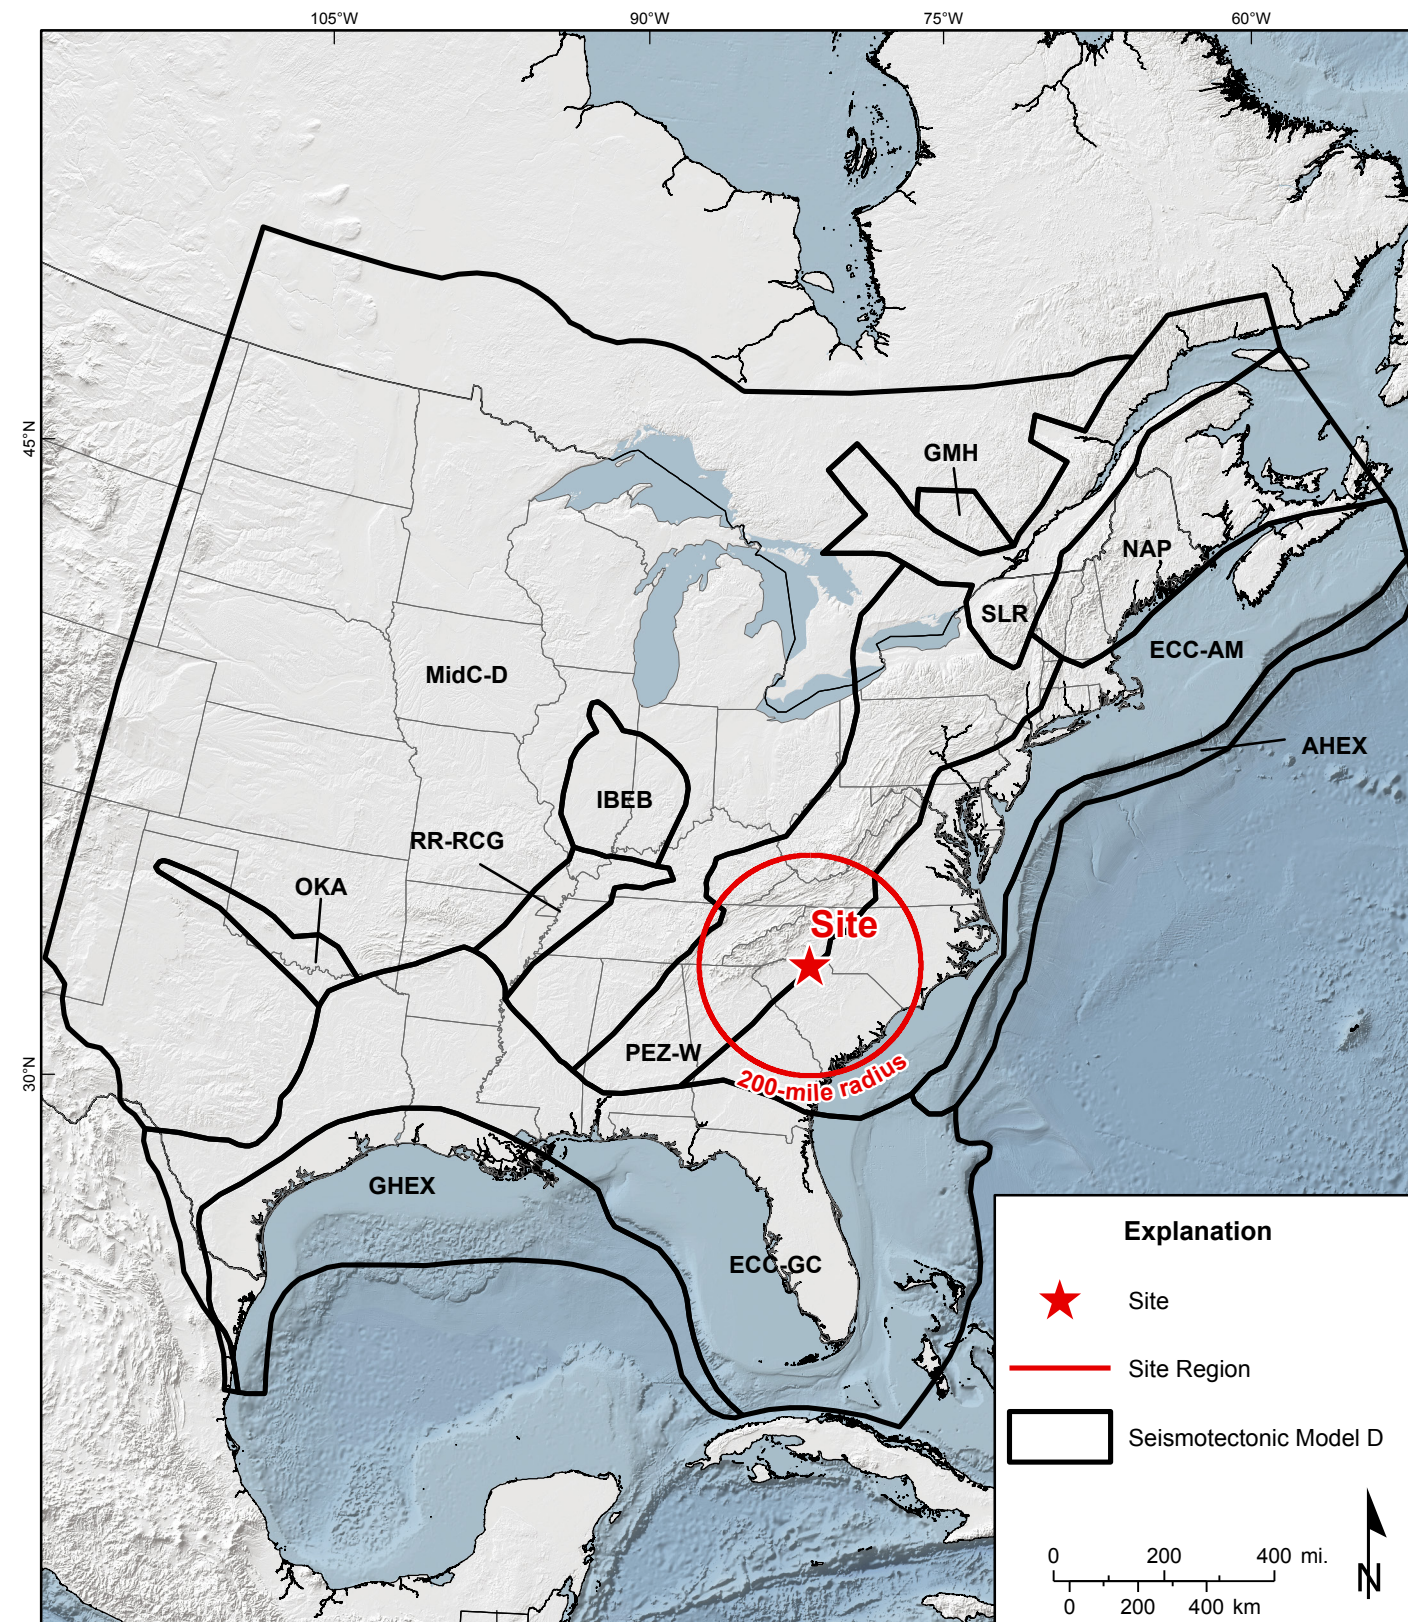 105°W
90°W
75°W
60°W
45°N
30°N
GMH
NAP
SLR
ECC-AM
MidC-D
AHEX
IBEB
RR-RCG
OKA
Site
PEZ-W
200-mile radius
GHEX
ECC-GC
Explanation
Site
Site Region
Seismotectonic Model D
0 200 400 mi.
0 200 400 km
N